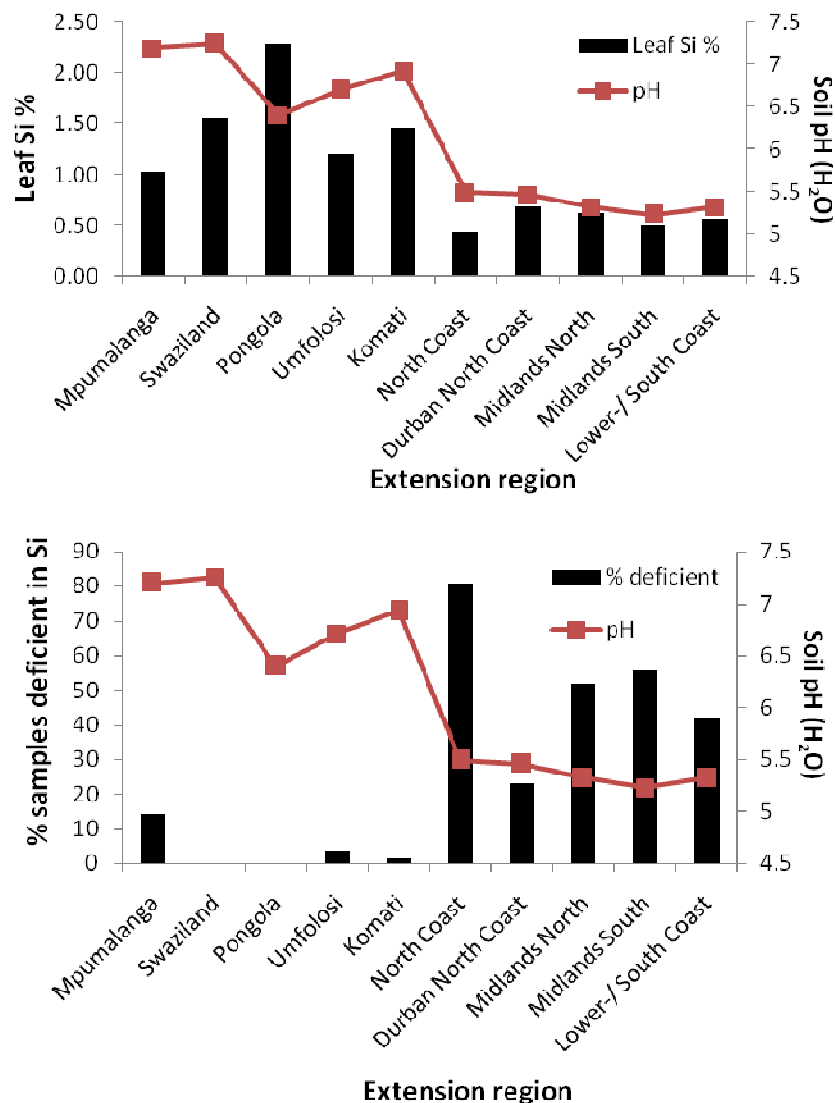 2.50
2.00
1.50
1.00
0.50
0.00
Leaf Si %
Leaf Si %
pH
7.5
7
6.5
6
5.5
5
4.5
Soil pH (H₂O)
Mpumalanga
Swaziland
Pongola
Umfolosi
Komati
North Coast
Durban North Coast
Midlands North
Midlands South
Lower-/ South Coast
Extension region
90
80
70
60
50
40
30
20
10
0
% samples deficient in Si
% deficient
pH
7.5
7
6.5
6
5.5
5
4.5
Soil pH (H₂O)
Mpumalanga
Swaziland
Pongola
Umfolosi
Komati
North Coast
Durban North Coast
Midlands North
Midlands South
Lower-/ South Coast
Extension region